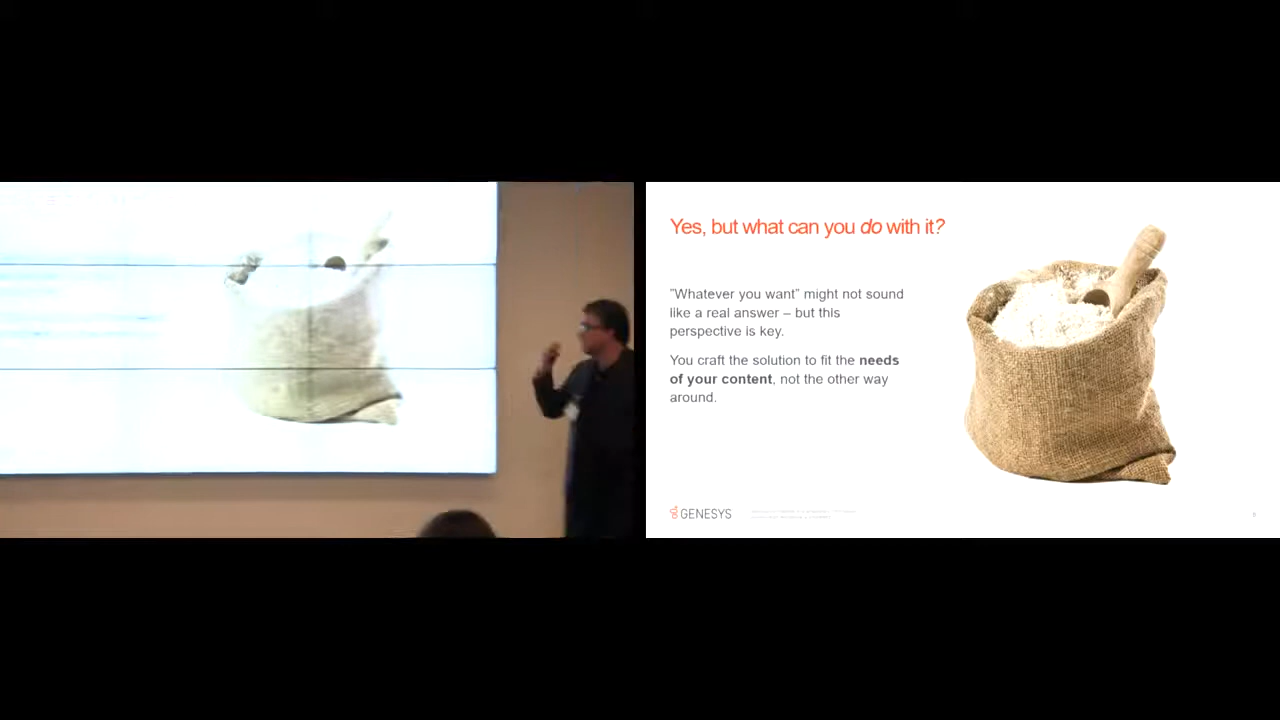 Yes, but what can you do with it?
"Whatever you want" might not sound
like a real answer – but this
perspective is key.
You craft the solution to fit the needs
of your content, not the other way
around.
GENESYS